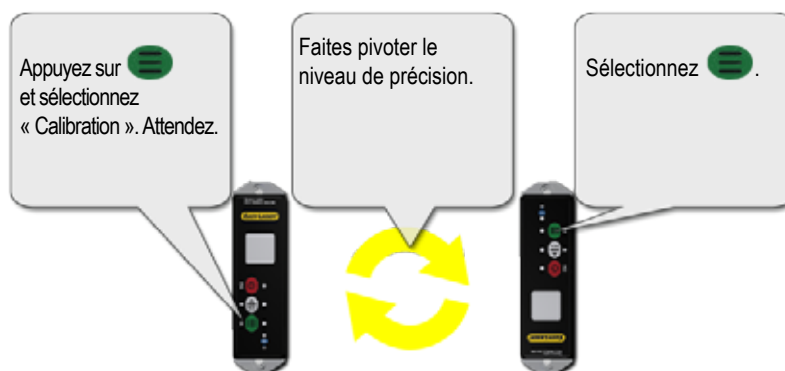 Appuyez sur
et sélectionnez
« Calibration ». Attendez.
Faites pivoter le
niveau de précision.
Sélectionnez .